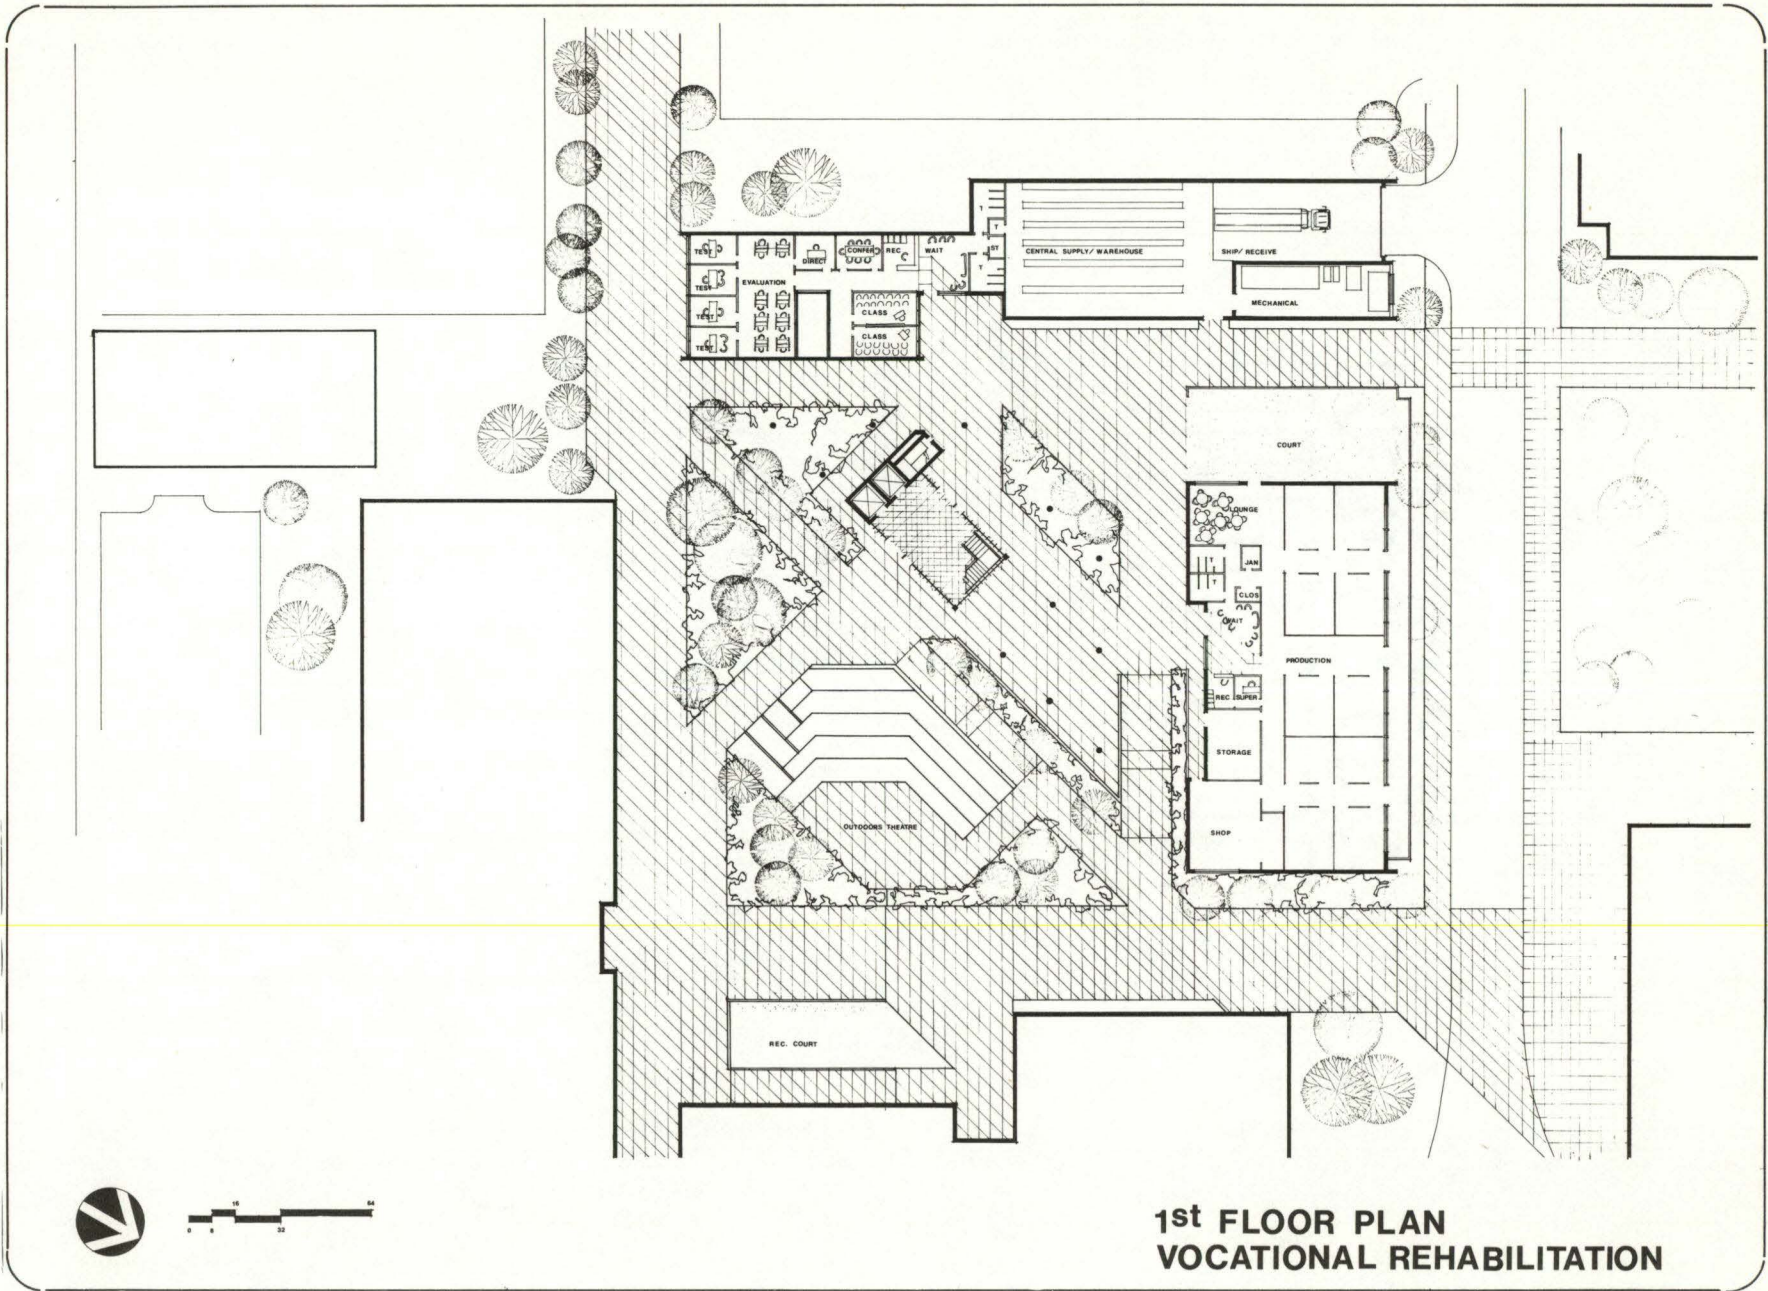 TEST
TEST
TEST
TEST
EVALUATION
DIRECT
CONFER
REC
WAIT
CLASS
CLASS
T
T
ST
T
CENTRAL SUPPLY/ WAREHOUSE
SHIP/ RECEIVE
MECHANICAL
COURT
LOUNGE
T
T
JAN
CLOS
WAIT
PRODUCTION
REC
SUPER
STORAGE
SHOP
OUTDOORS THEATRE
REC. COURT
16 64
0 8 32
1st FLOOR PLAN
VOCATIONAL REHABILITATION